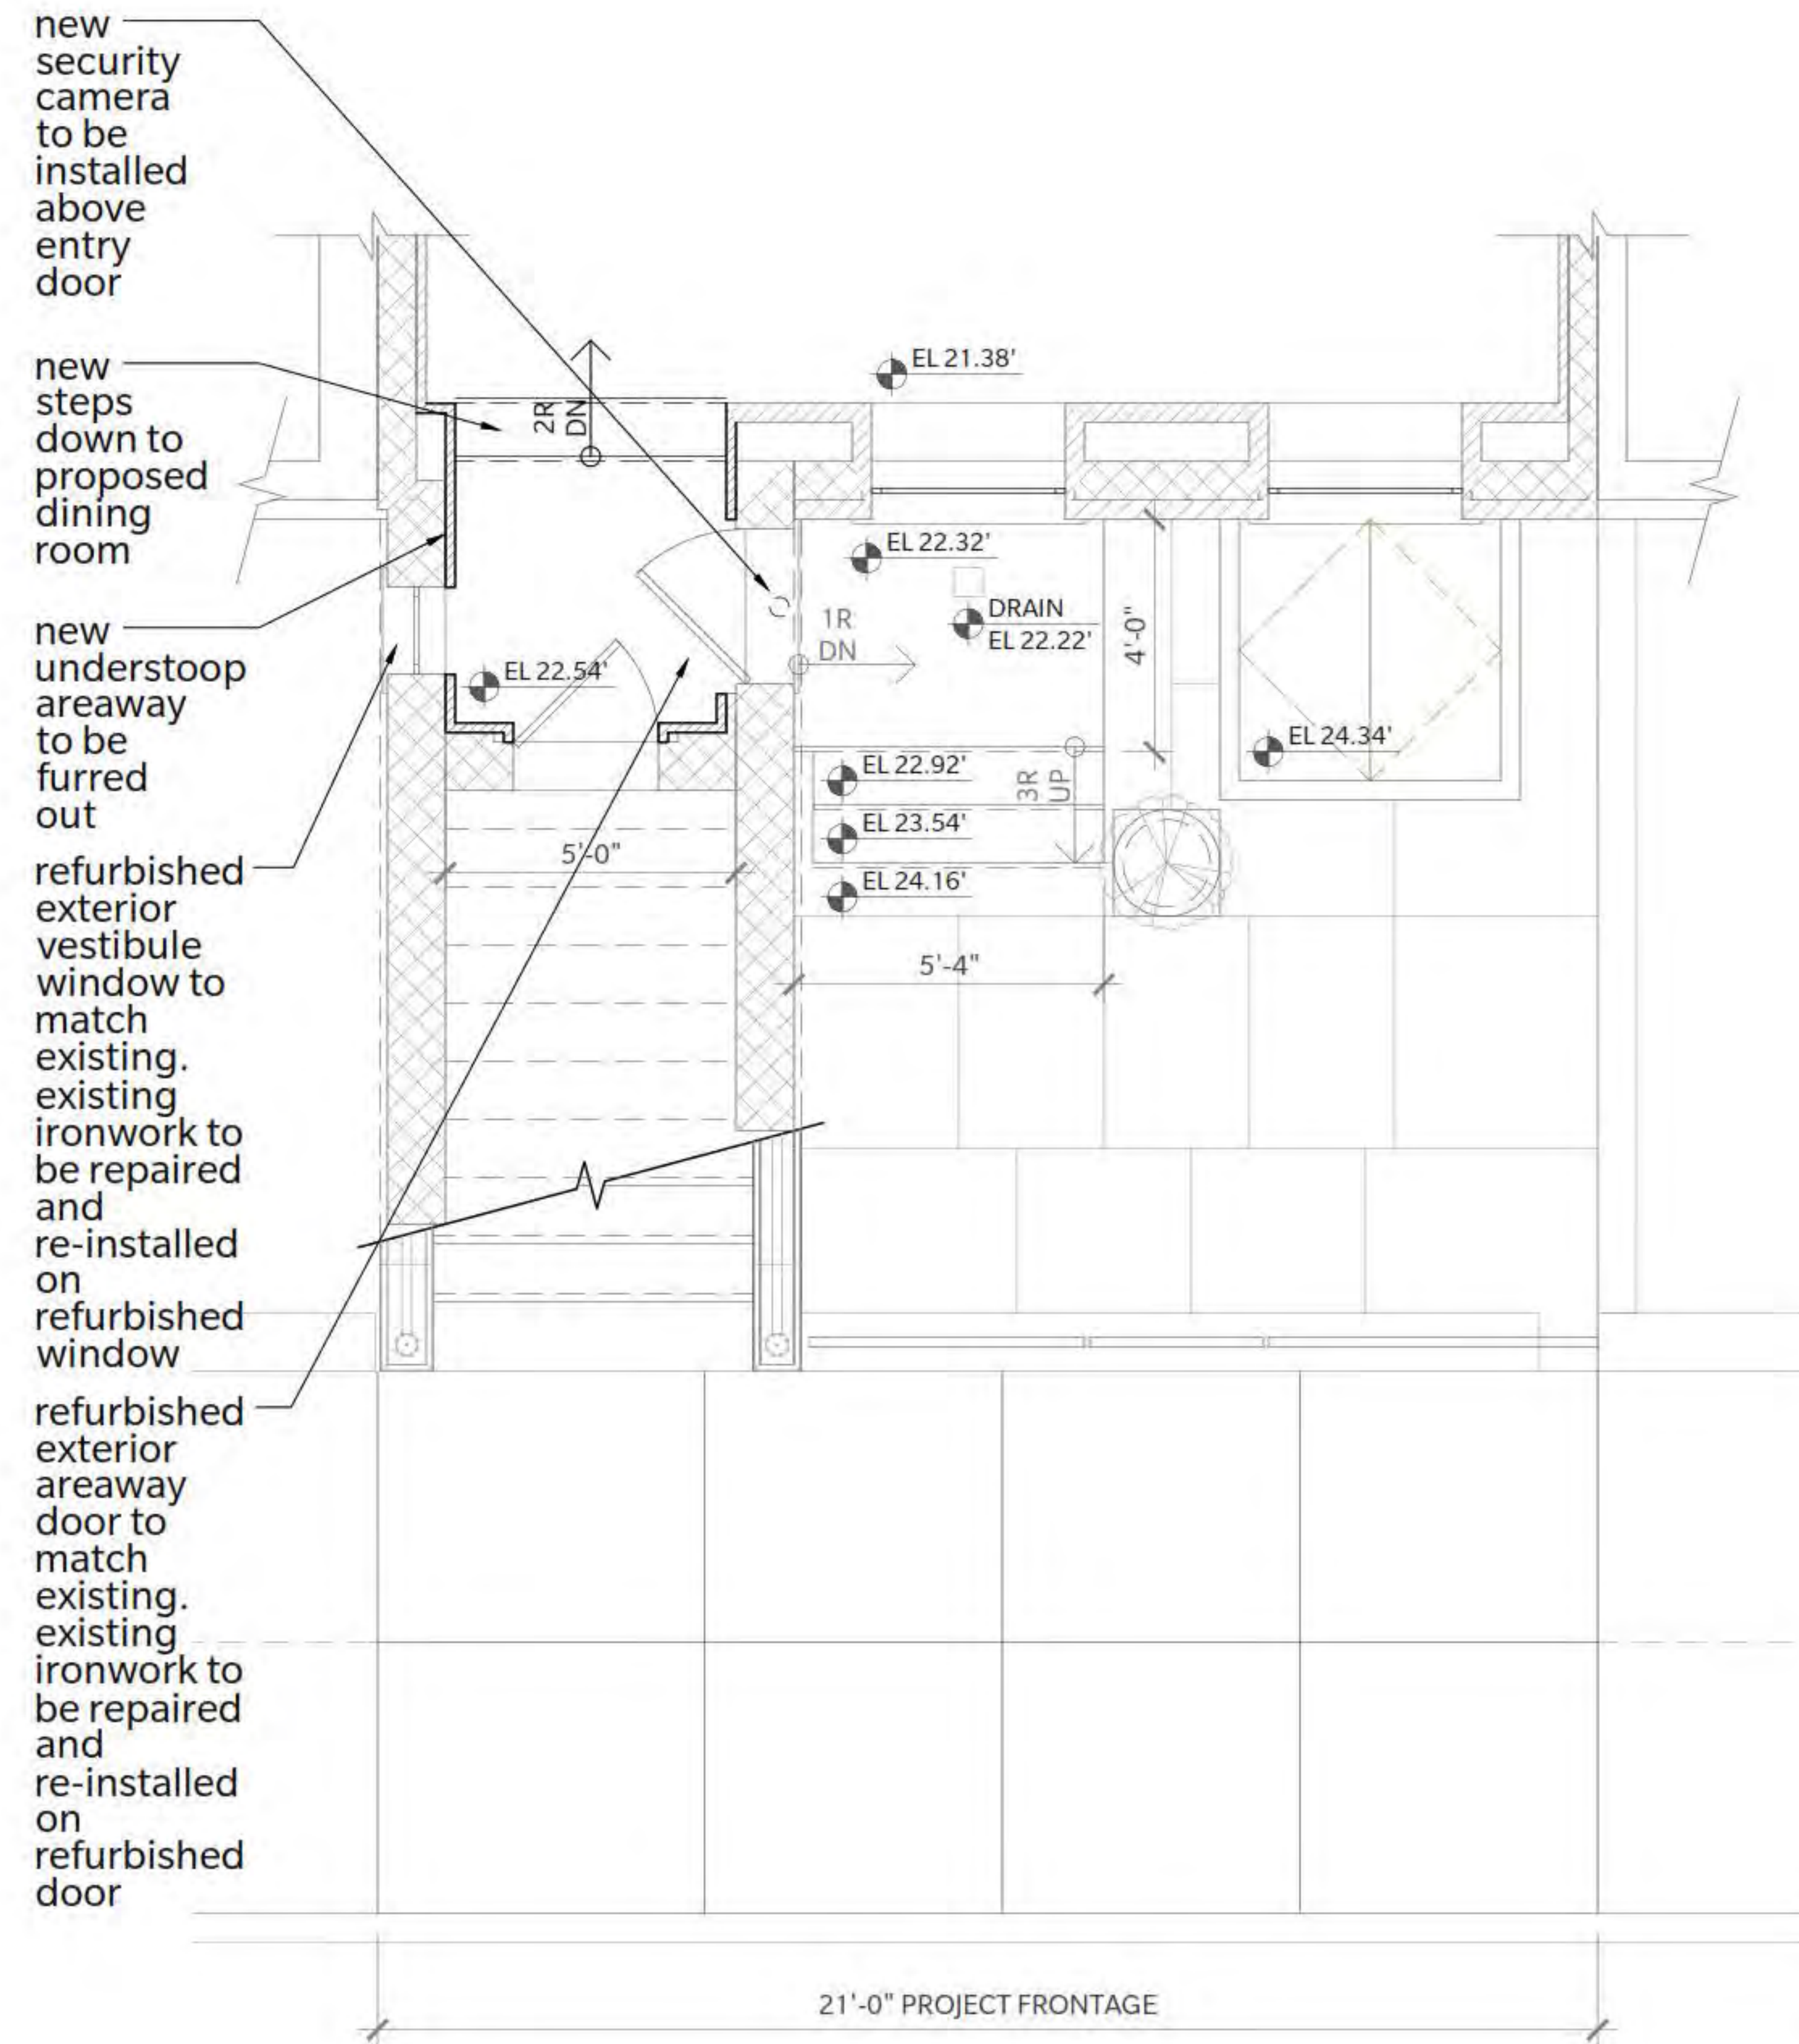 new
security
camera
to be
installed
above
entry
door
new
steps
down to
proposed
dining
room
new
understoop
areaway
to be
furred
out
refurbished
exterior
vestibule
window to
match
existing.
existing
ironwork to
be repaired
and
re-installed
on
refurbished
window
refurbished
exterior
areaway
door to
match
existing.
existing
ironwork to
be repaired
and
re-installed
on
refurbished
door
EL 21.38'
2R
DN
EL 22.32'
DRAIN
EL 22.22'
1R
DN
4'-0"
EL 22.54'
EL 24.34'
EL 22.92'
3R
UP
EL 23.54'
EL 24.16'
5'-0"
5'-4"
21'-0" PROJECT FRONTAGE